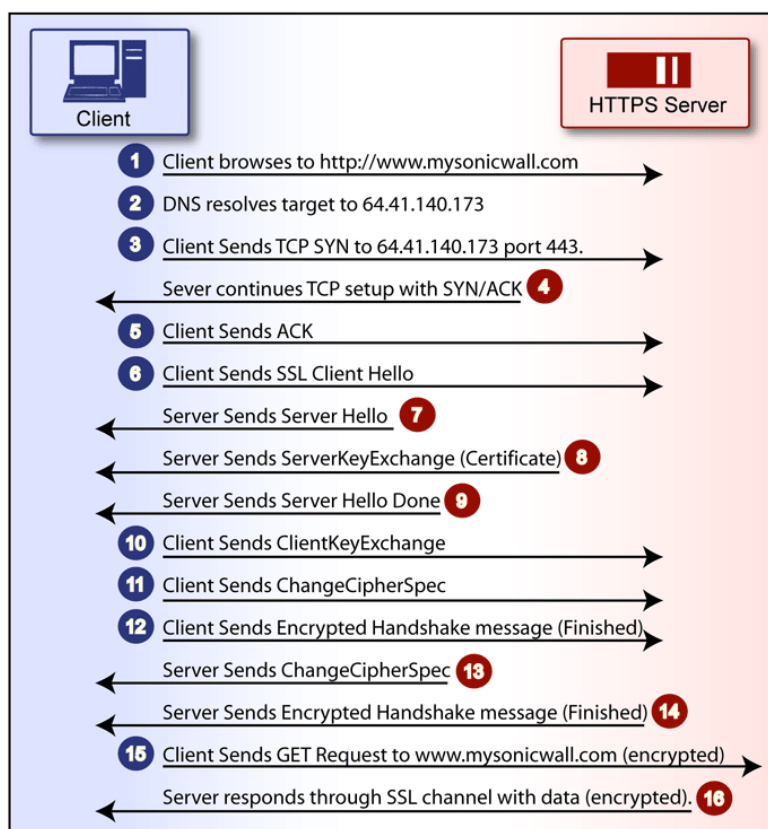 Client
HTTPS Server
1 Client browses to http://www.mysonicwall.com
2 DNS resolves target to 64.41.140.173
3 Client Sends TCP SYN to 64.41.140.173 port 443.
Sever continues TCP setup with SYN/ACK 4
5 Client Sends ACK
6 Client Sends SSL Client Hello
Server Sends Server Hello 7
Server Sends ServerKeyExchange (Certificate) 8
Server Sends Server Hello Done 9
10 Client Sends ClientKeyExchange
11 Client Sends ChangeCipherSpec
12 Client Sends Encrypted Handshake message (Finished)
Server Sends ChangeCipherSpec 13
Server Sends Encrypted Handshake message (Finished) 14
15 Client Sends GET Request to www.mysonicwall.com (encrypted)
Server responds through SSL channel with data (encrypted). 16